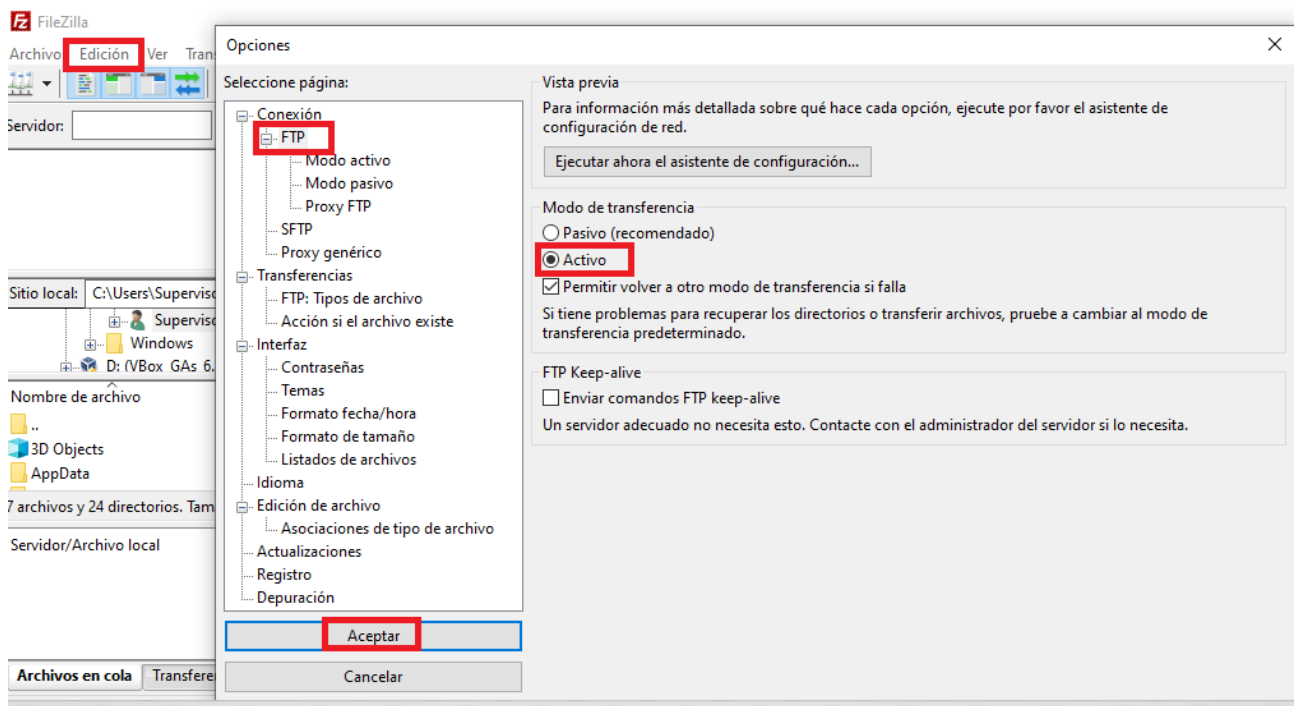 FileZilla
Archivo Edición Ver Tran
Servidor:
Sitio local: C:\Users\Superviso
Superviso
Windows
D: (VBox_GAs_6.
Nombre de archivo
..
3D Objects
AppData
7 archivos y 24 directorios. Tam
Servidor/Archivo local
Archivos en cola Transfere
Opciones
Seleccione página:
Conexión
FTP
Modo activo
Modo pasivo
Proxy FTP
SFTP
Proxy genérico
Transferencias
FTP: Tipos de archivo
Acción si el archivo existe
Interfaz
Contraseñas
Temas
Formato fecha/hora
Formato de tamaño
Listados de archivos
Idioma
Edición de archivo
Asociaciones de tipo de archivo
Actualizaciones
Registro
Depuración
Aceptar
Cancelar
Vista previa
Para información más detallada sobre qué hace cada opción, ejecute por favor el asistente de
configuración de red.
Ejecutar ahora el asistente de configuración...
Modo de transferencia
Pasivo (recomendado)
Activo
Permitir volver a otro modo de transferencia si falla
Si tiene problemas para recuperar los directorios o transferir archivos, pruebe a cambiar al modo de
transferencia predeterminado.
FTP Keep-alive
Enviar comandos FTP keep-alive
Un servidor adecuado no necesita esto. Contacte con el administrador del servidor si lo necesita.